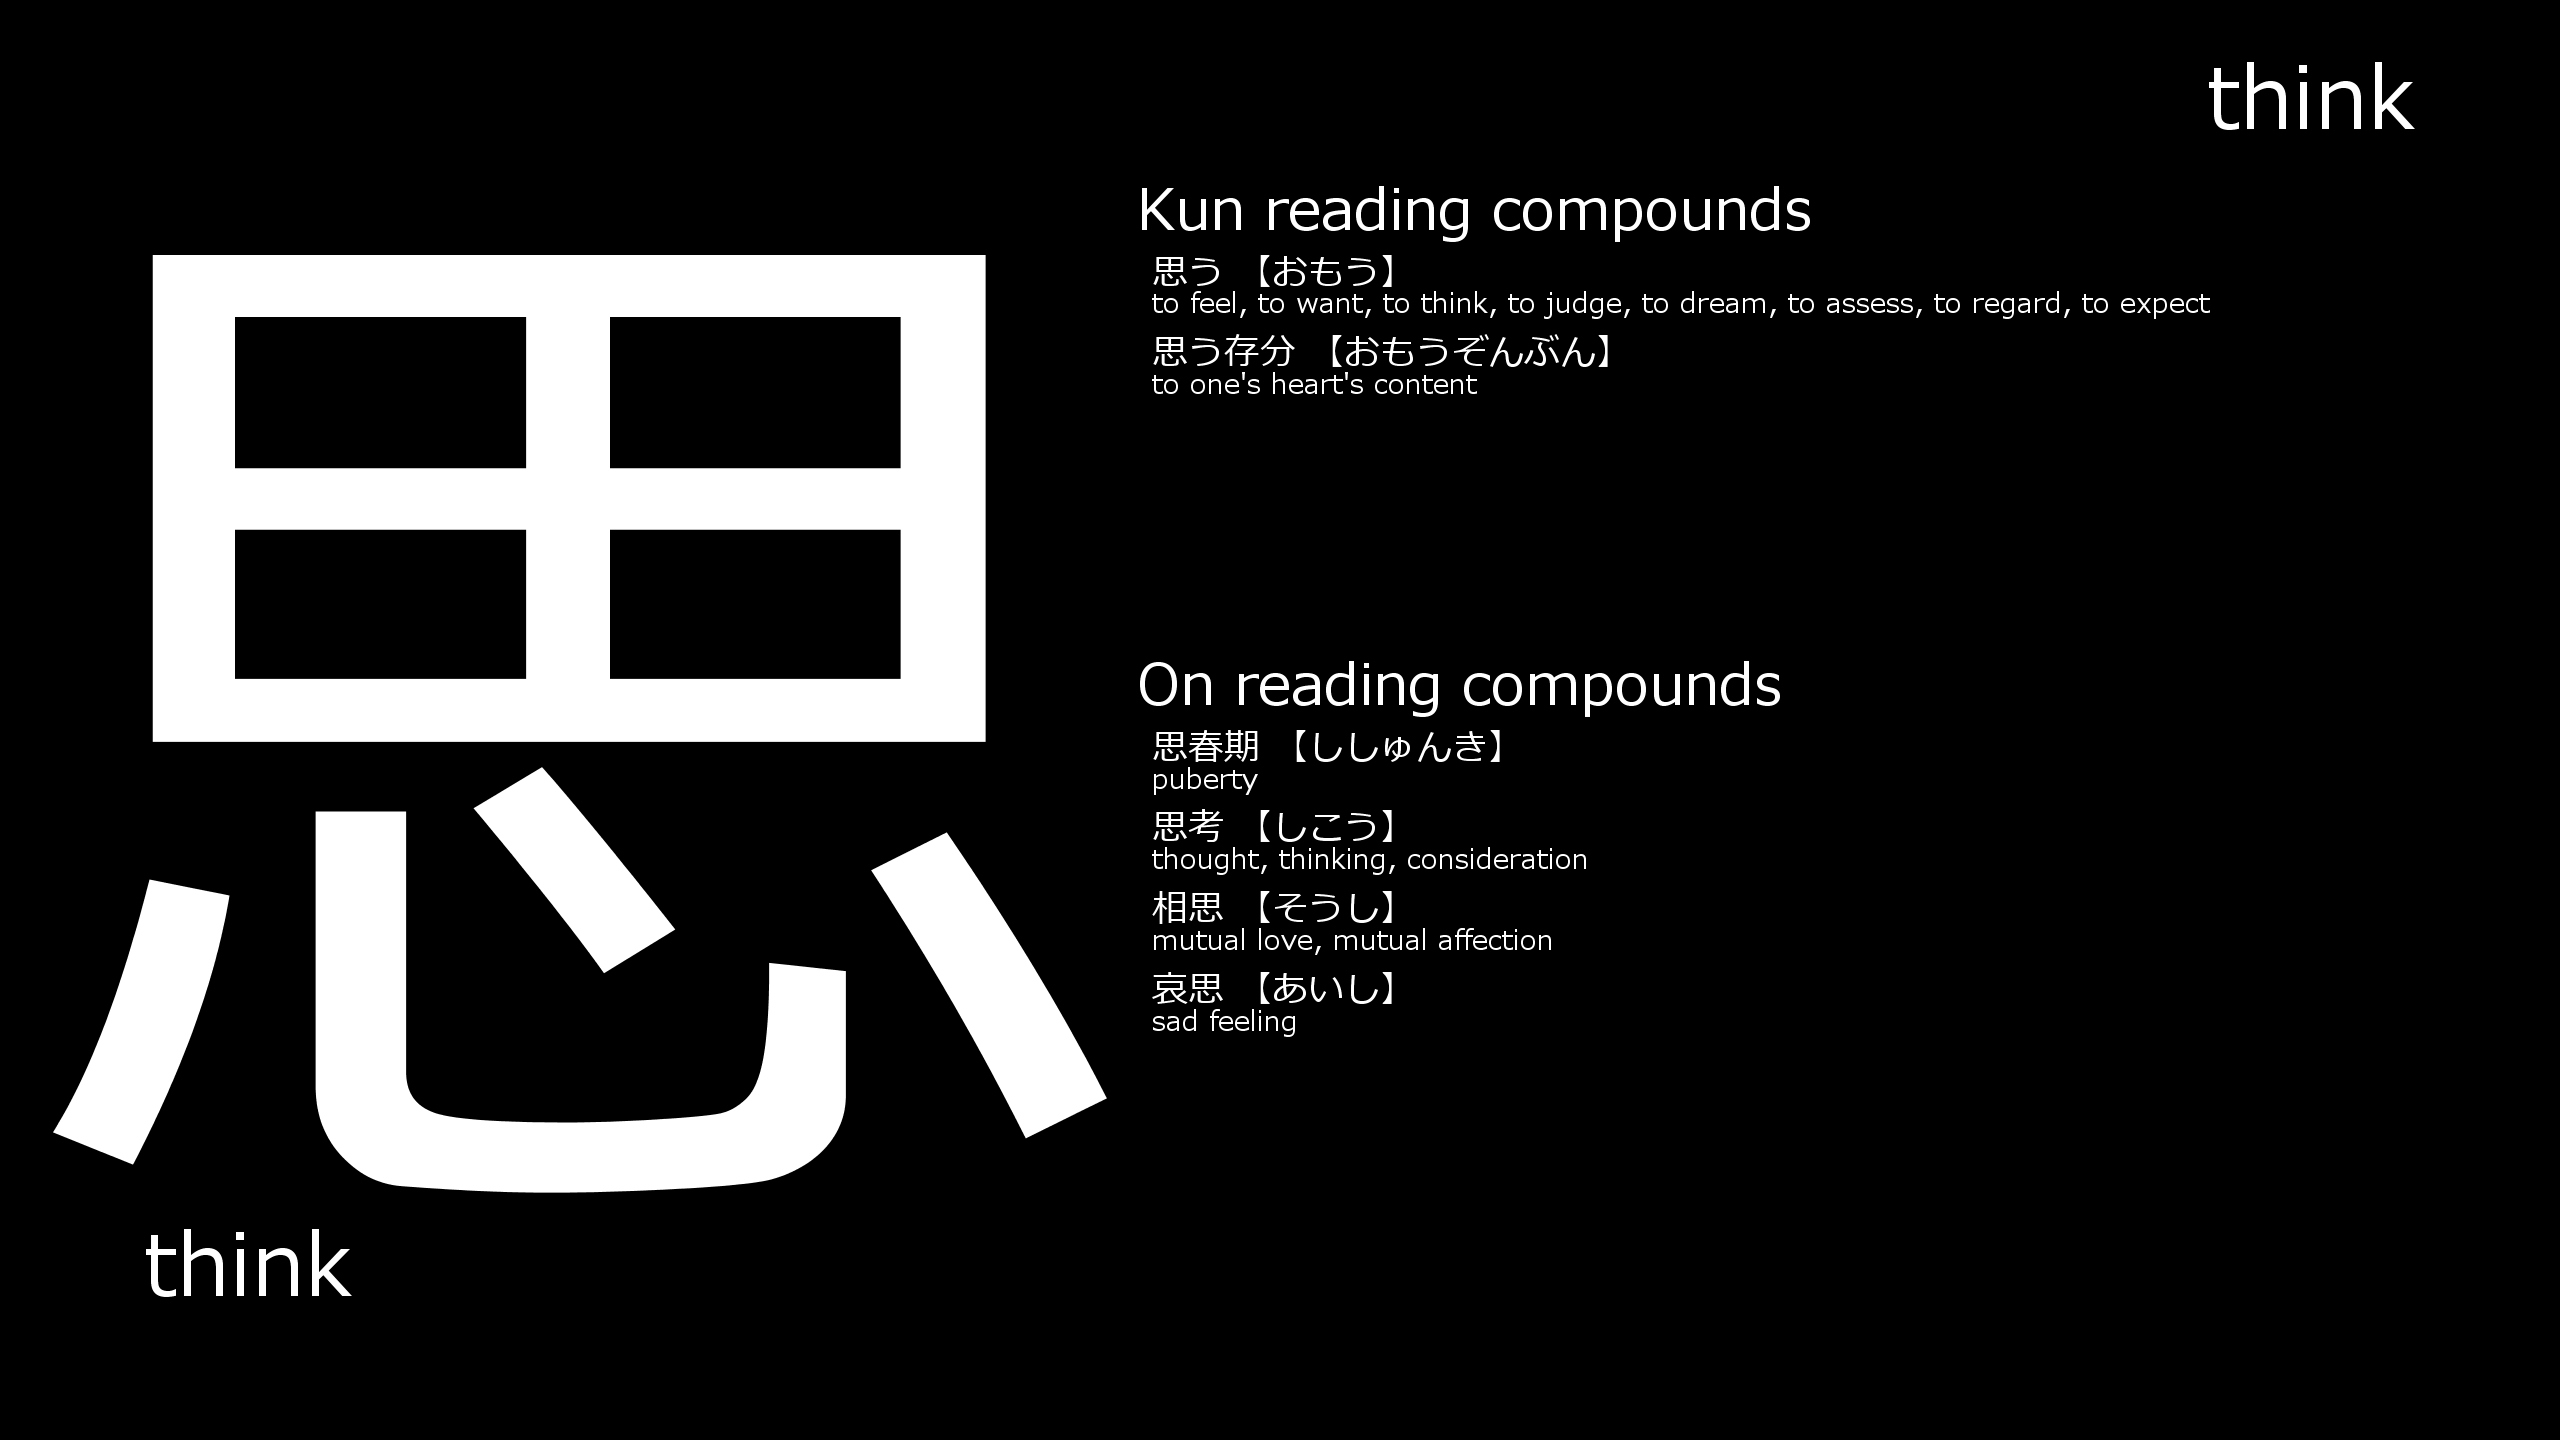 think
思
think
Kun reading compounds
思う 【おもう】
to feel, to want, to think, to judge, to dream, to assess, to regard, to expect
思う存分 【おもうぞんぶん】
to one's heart's content
On reading compounds
思春期 【ししゅんき】
puberty
思考 【しこう】
thought, thinking, consideration
相思 【そうし】
mutual love, mutual affection
哀思 【あいし】
sad feeling